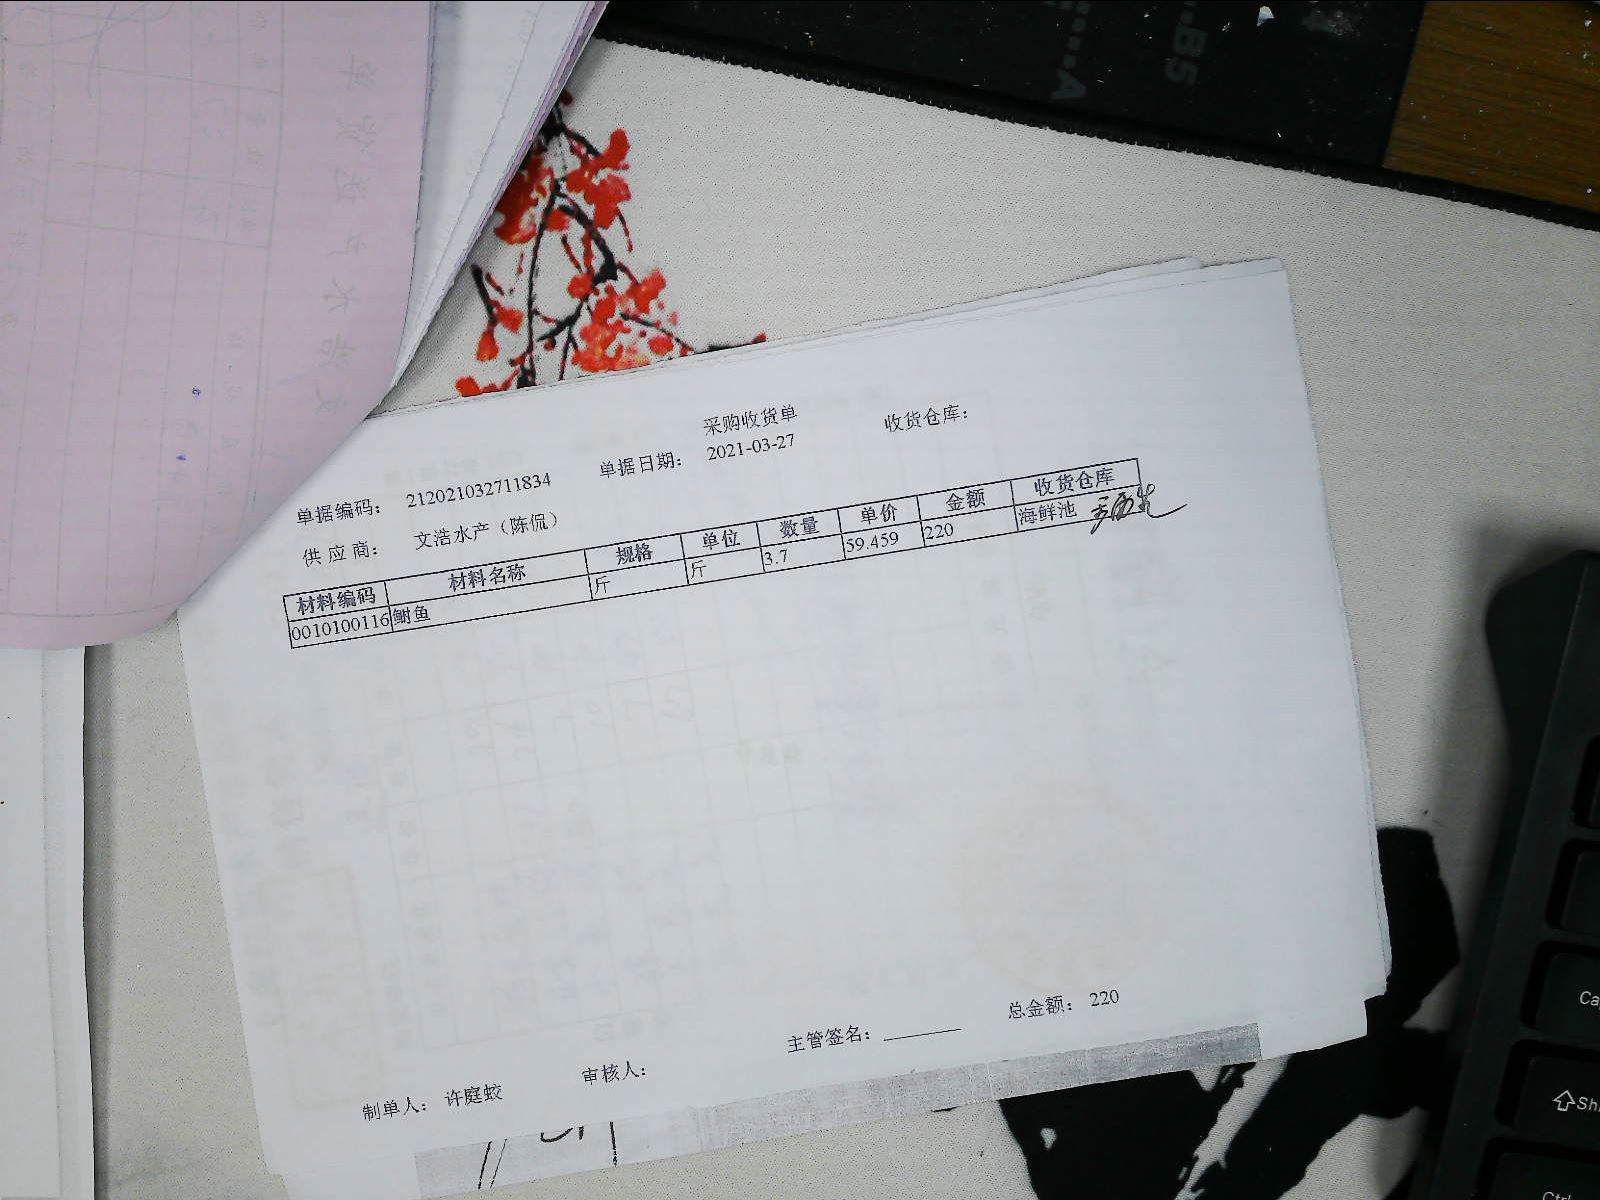 采购收货单
收货仓库：
单据编码： 212021032711834
单据日期： 2021-03-27
供应商： 文浩水产（陈侃）
材料编码 材料名称 规格 单位 数量 单价 金额 收货仓库
0010100116 鲥鱼 斤 斤 3.7 59.459 220 海鲜池
总金额： 220
主管签名：
审核人：
制单人： 许庭蛟
B5
A
Ca
Shi
Ctrl